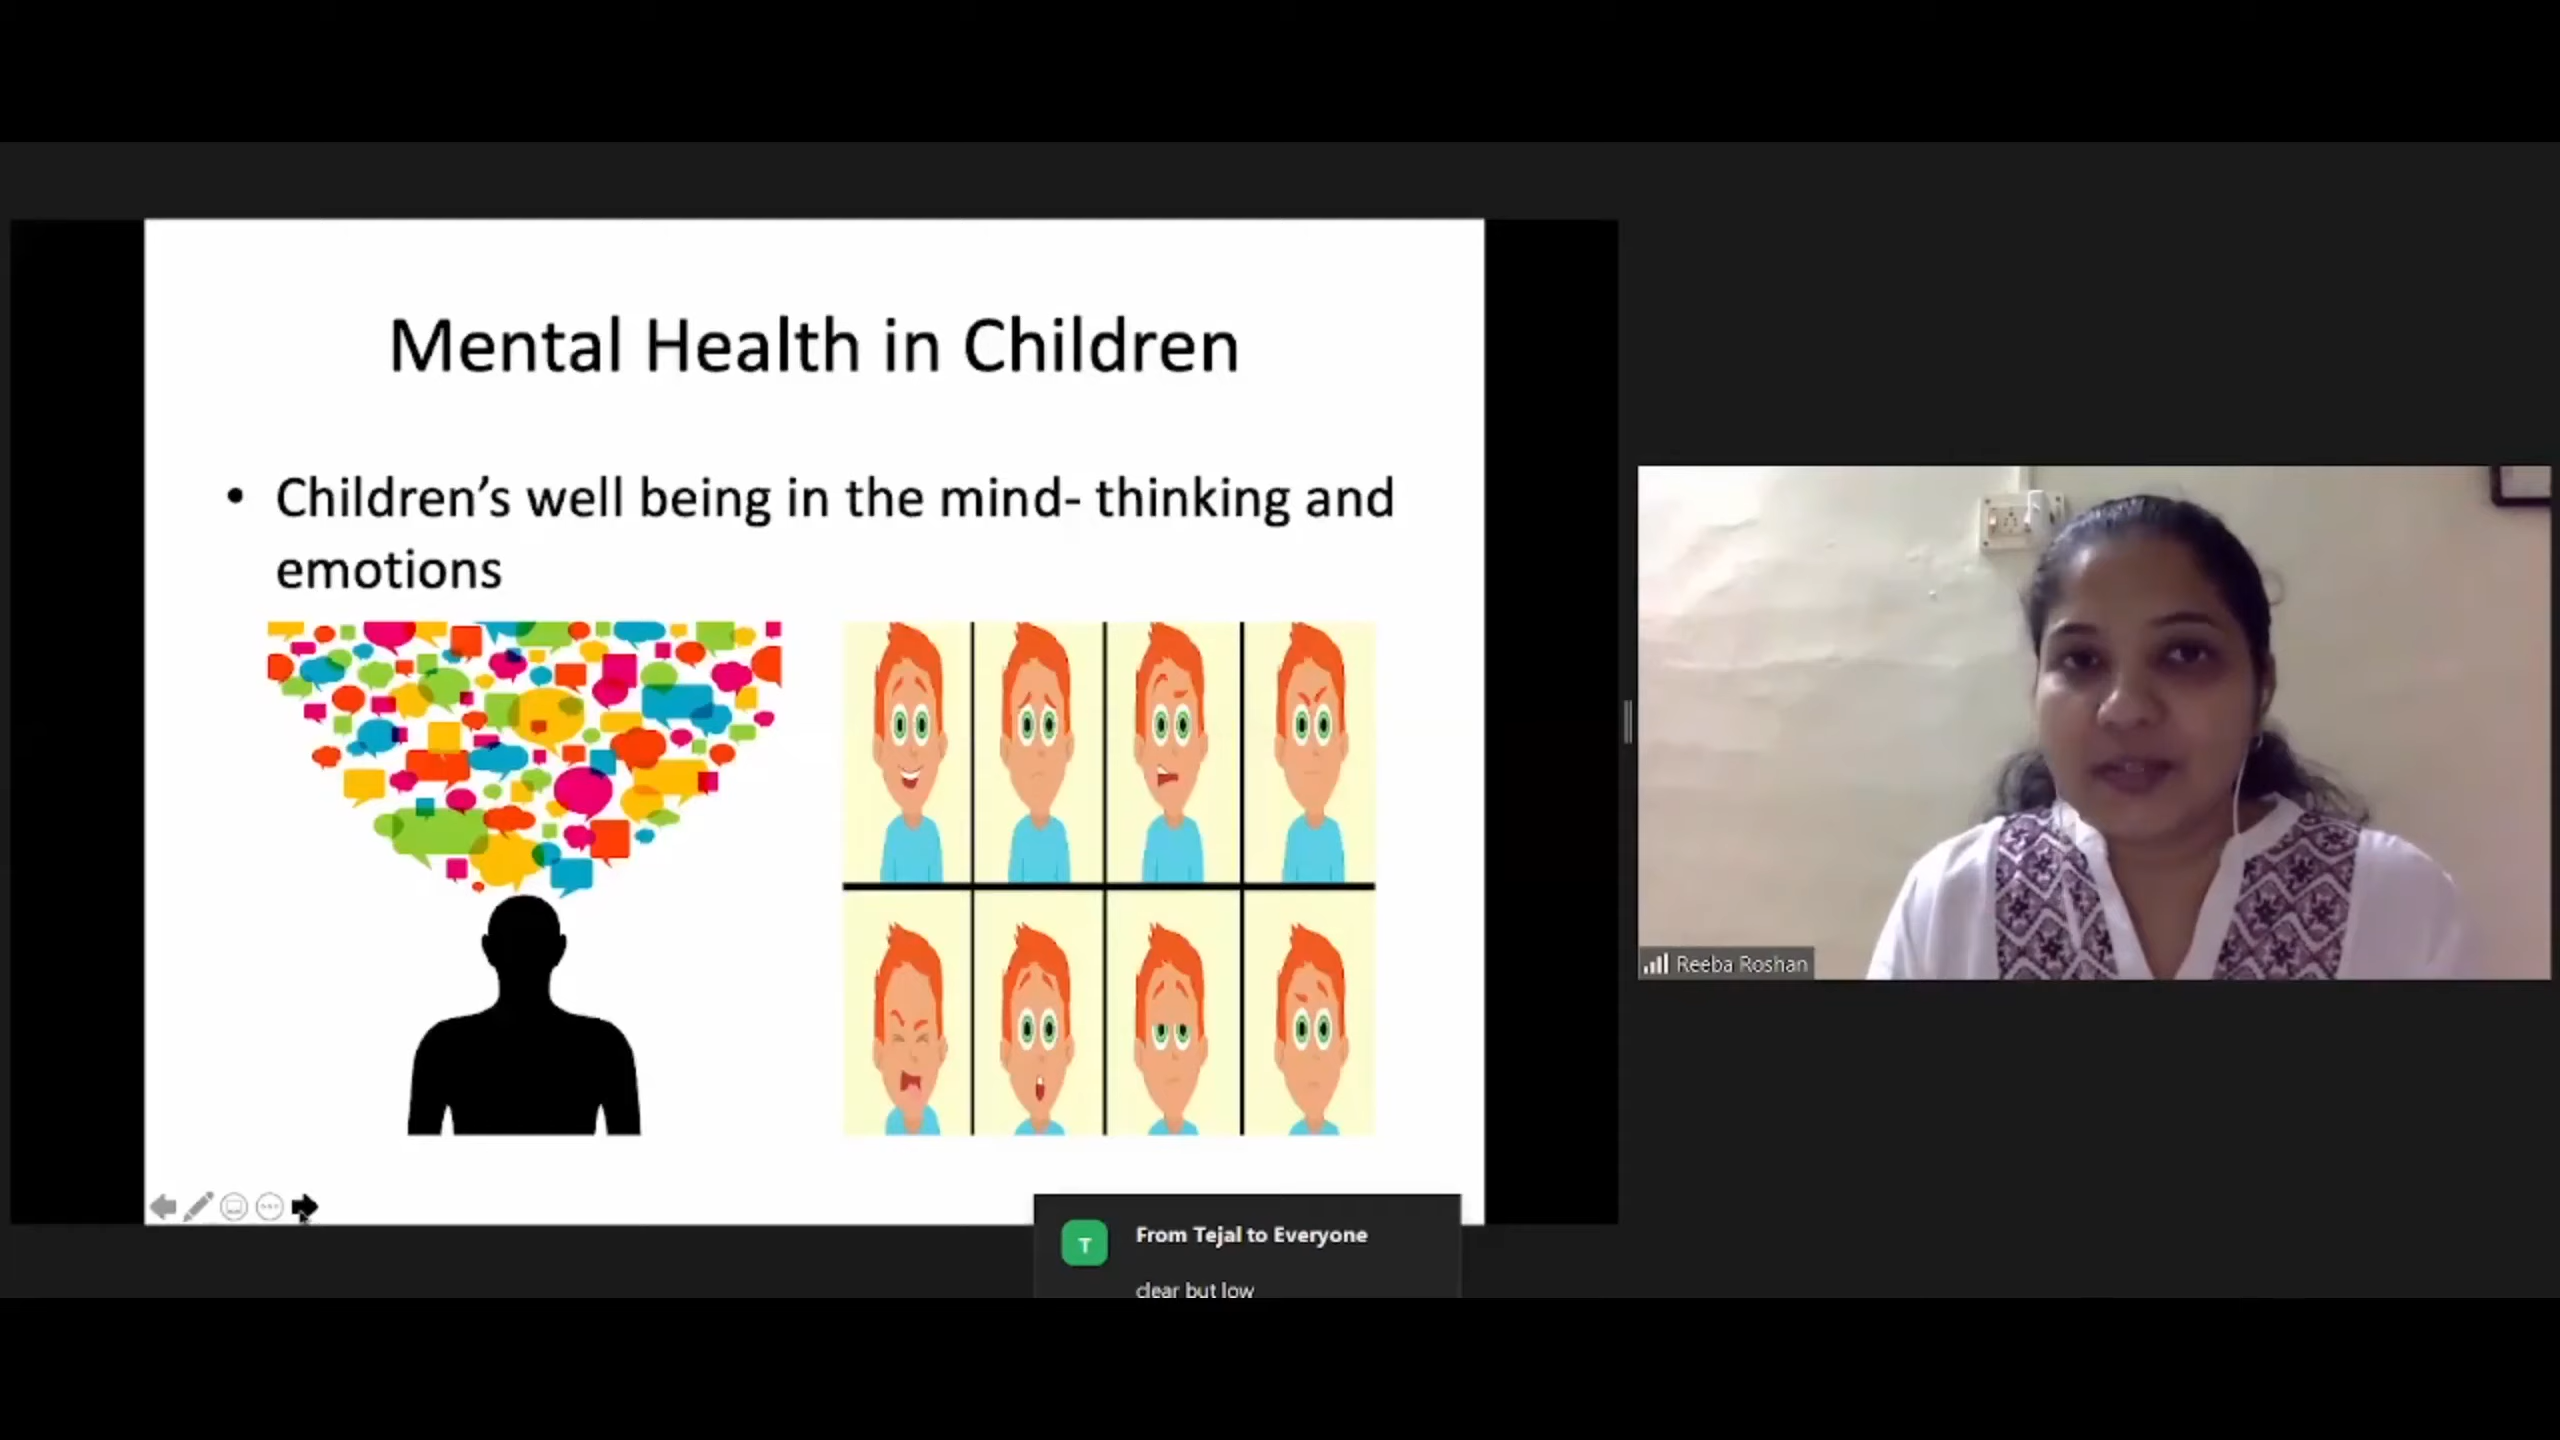 Mental Health in Children
• Children's well being in the mind- thinking and
emotions
Reeba Roshan
T
From Tejal to Everyone
clear but low